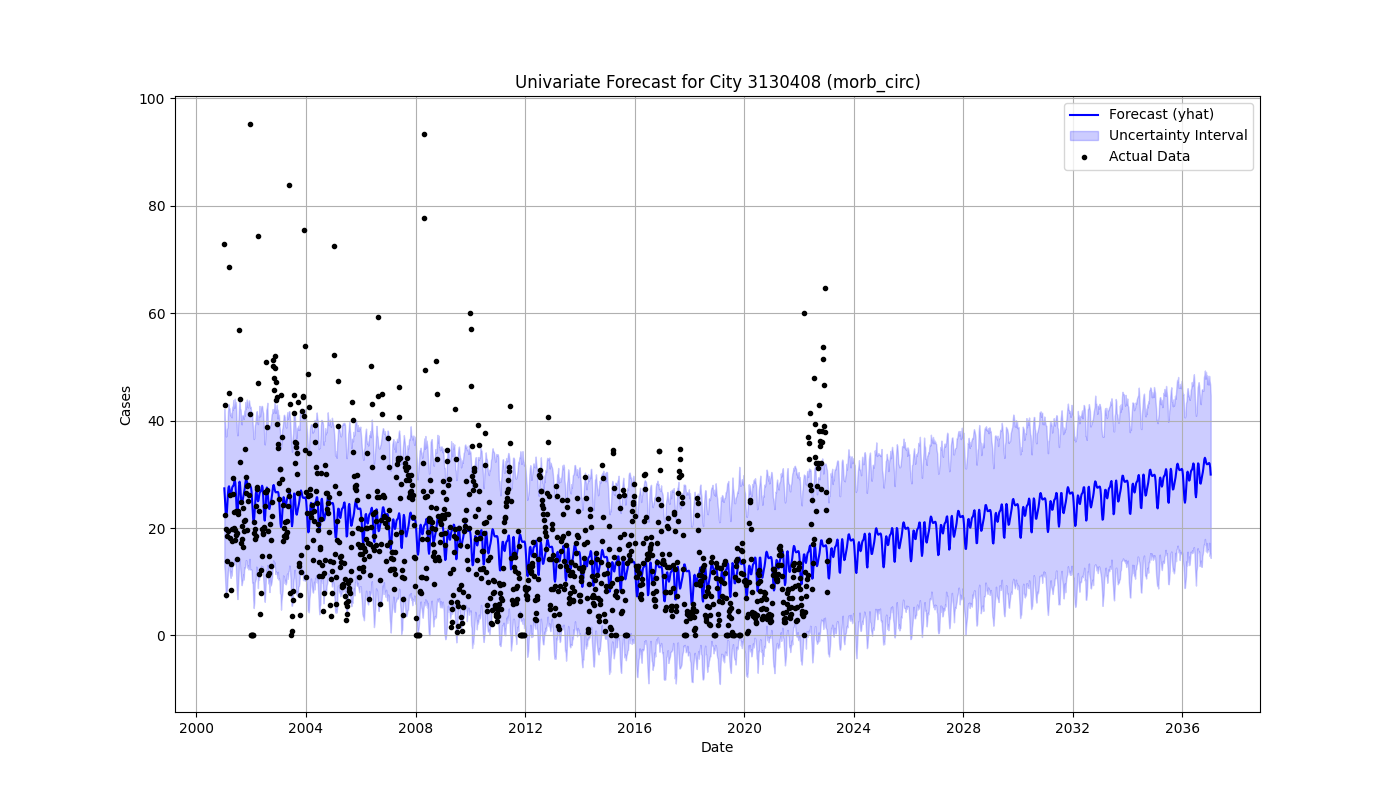 Univariate Forecast for City 3130408 (morb_circ)
Forecast (yhat)
Uncertainty Interval
Actual Data
Cases
100
80
60
40
20
0
2000 2004 2008 2012 2016 2020 2024 2028 2032 2036
Date